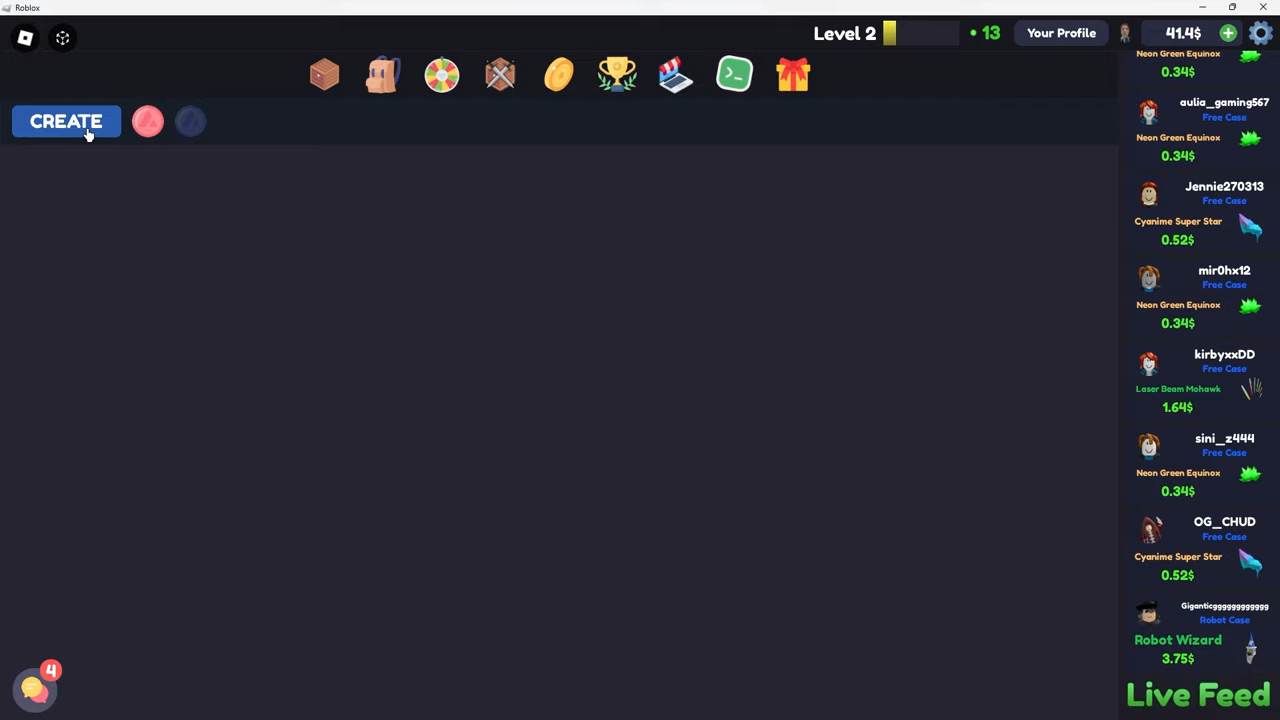 Roblox
Level 2
• 13
Your Profile
41.4$
CREATE
Neon Green Equinox
0.34$
aulia_gaming567
Free Case
Neon Green Equinox
0.34$
Jennie270313
Free Case
Cyanime Super Star
0.52$
mir0hx12
Free Case
Neon Green Equinox
0.34$
kirbyxxDD
Free Case
Laser Beam Mohawk
1.64$
sini_z444
Free Case
Neon Green Equinox
0.34$
OG_CHUD
Free Case
Cyanime Super Star
0.52$
Giganticgggggggggggg
Robot Case
Robot Wizard
3.75$
4
Live Feed